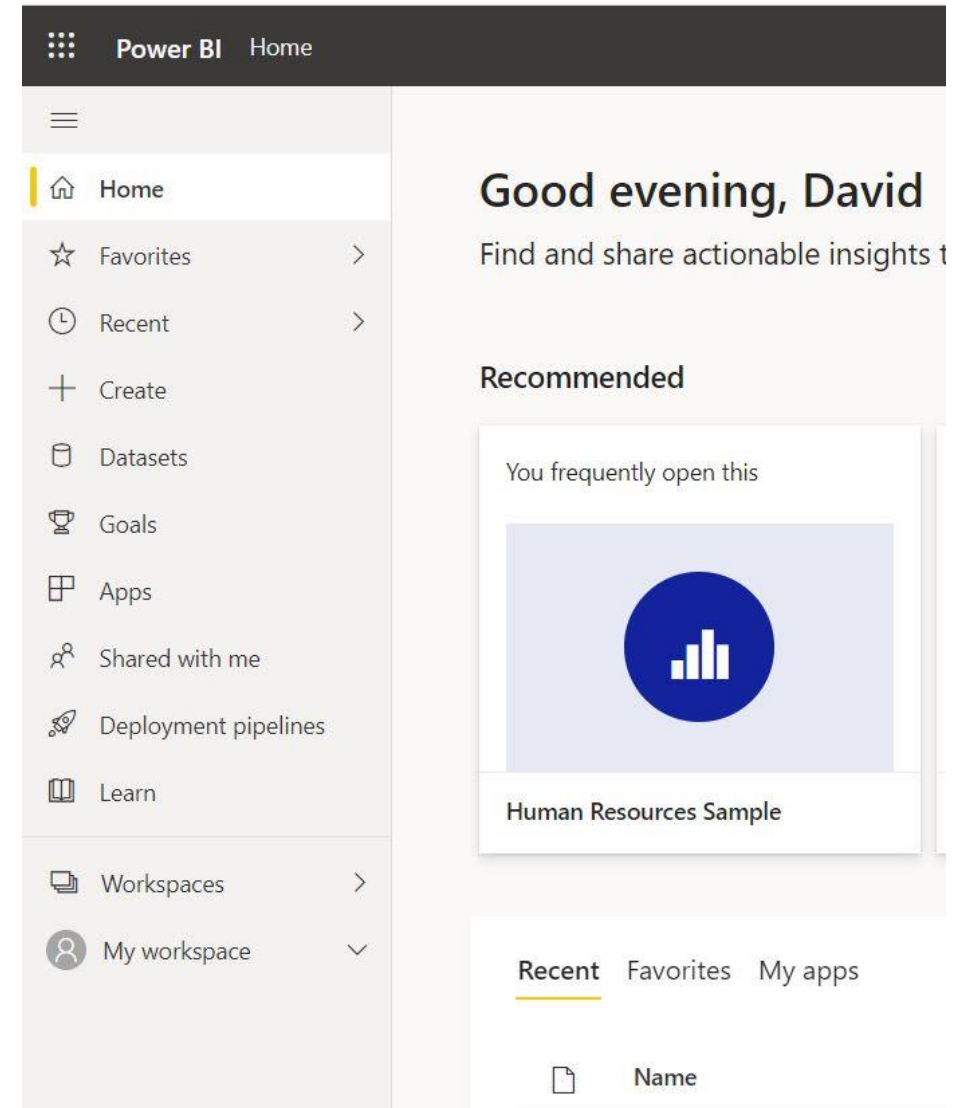 Power BI Home
Home
Favorites
Recent
Create
Datasets
Goals
Apps
Shared with me
Deployment pipelines
Learn
Workspaces
My workspace
Good evening, David
Find and share actionable insights t
Recommended
You frequently open this
Human Resources Sample
Recent Favorites My apps
Name